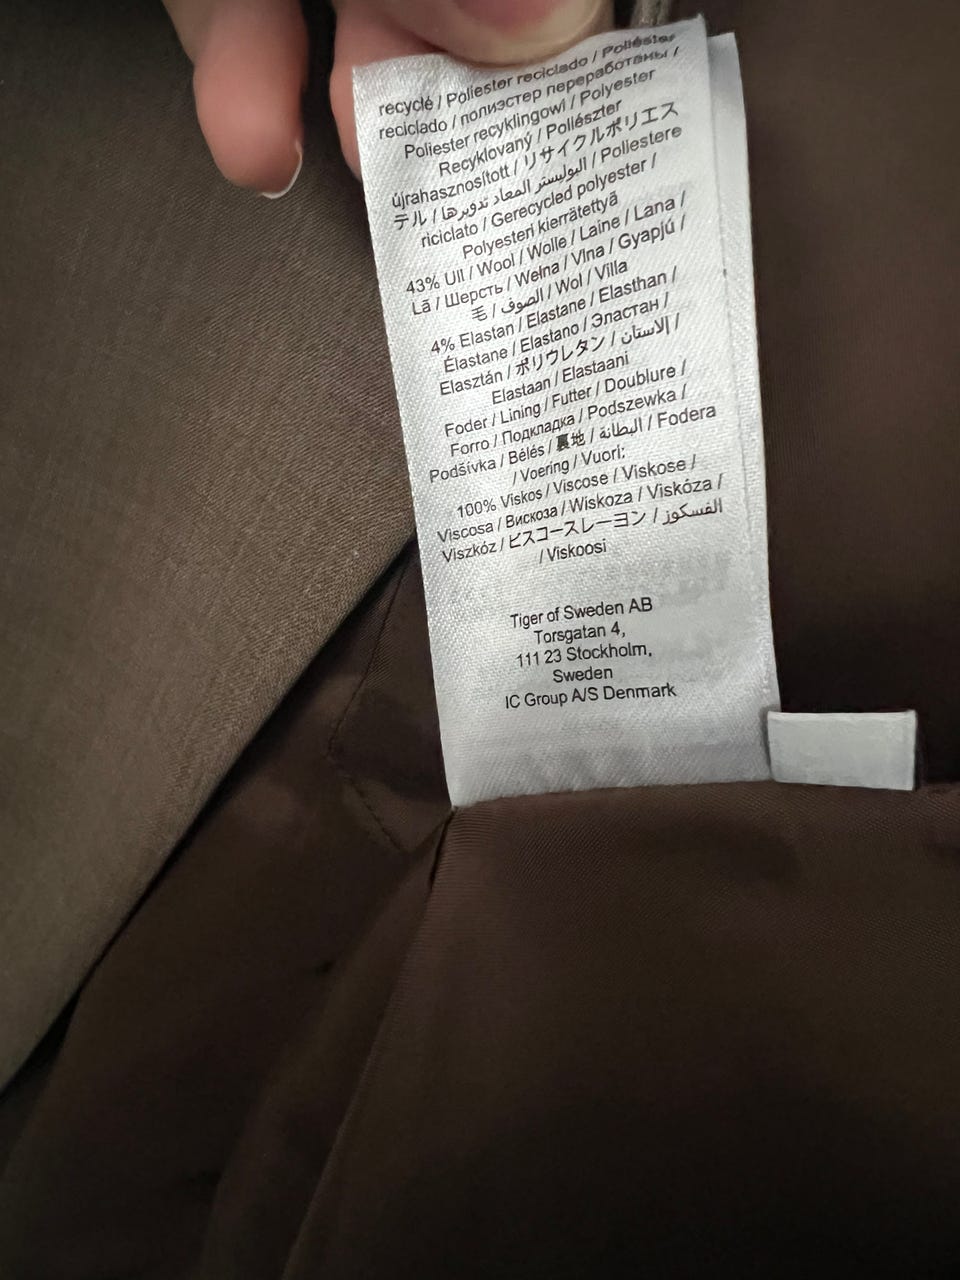 recyclé / Poliester reciclado / Poliéster
reciclado / полиэстер переработаны /
Poliester recyklingowi / Polyester
Recyklovaný / Poliészter
újrahasznosított / リサイクルポリエス
テル / البوليستر المعاد تدويرها / Poliestere
riciclato / Gerecycled polyester /
Polyesteri kierrätettyä
43% Ull / Wool / Wolle / Laine / Lana /
Lã / Шерсть / Wełna / Vlna / Gyapjú /
毛 / الصوف / Wol / Villa
4% Elastan / Elastane / Elasthan /
Élastane / Elastano / Эластан /
Elasztán / ポリウレタン / الاستان /
Elastaan / Elastaani
Foder / Lining / Futter / Doublure /
Forro / Подкладка / Podszewka /
Podšívka / Bélés / 裏地 / البطانة / Fodera
/ Voering / Vuori:
100% Viskos / Viscose / Viskose /
Viscosa / Вискоза / Wiskoza / Viskóza /
Viszkóz / ビスコースレーヨン / الفسكوز
/ Viskoosi
Tiger of Sweden AB
Torsgatan 4,
111 23 Stockholm,
Sweden
IC Group A/S Denmark